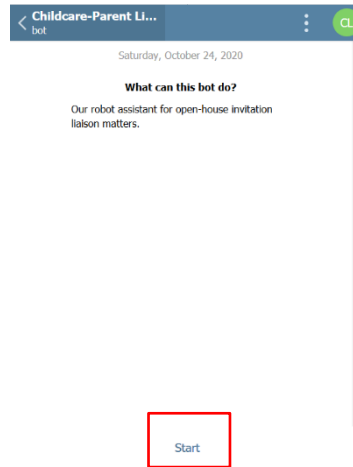 Childcare-Parent Li...
bot
CL
Saturday, October 24, 2020
What can this bot do?
Our robot assistant for open-house invitation
liaison matters.
Start